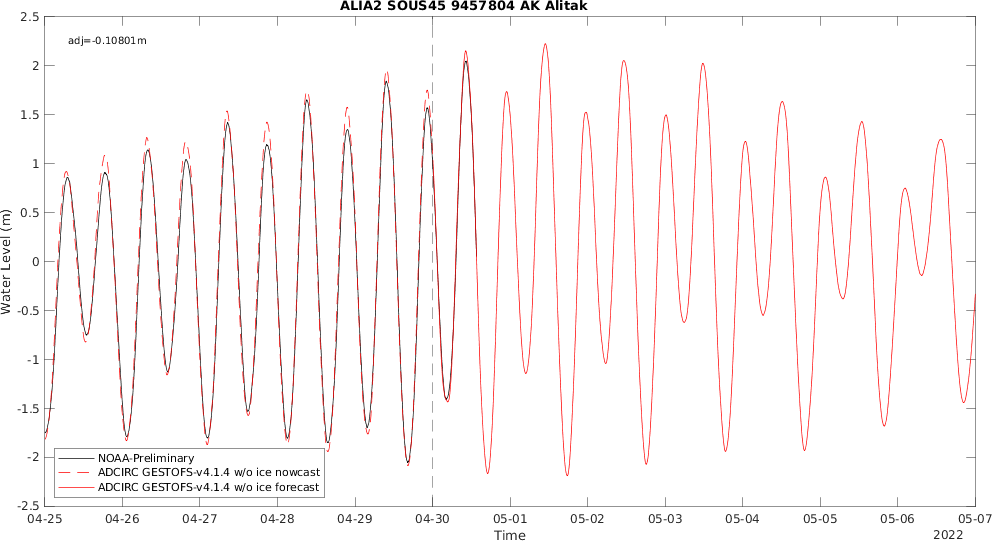 ALIA2 SOUS45 9457804 AK Alitak
adj=-0.10801m
2.5
2
1.5
1
0.5
0
-0.5
-1
-1.5
-2
-2.5
Water Level (m)
NOAA-Preliminary
ADCIRC GESTOFS-v4.1.4 w/o ice nowcast
ADCIRC GESTOFS-v4.1.4 w/o ice forecast
04-25 04-26 04-27 04-28 04-29 04-30 05-01 05-02 05-03 05-04 05-05 05-06 05-07
Time
2022